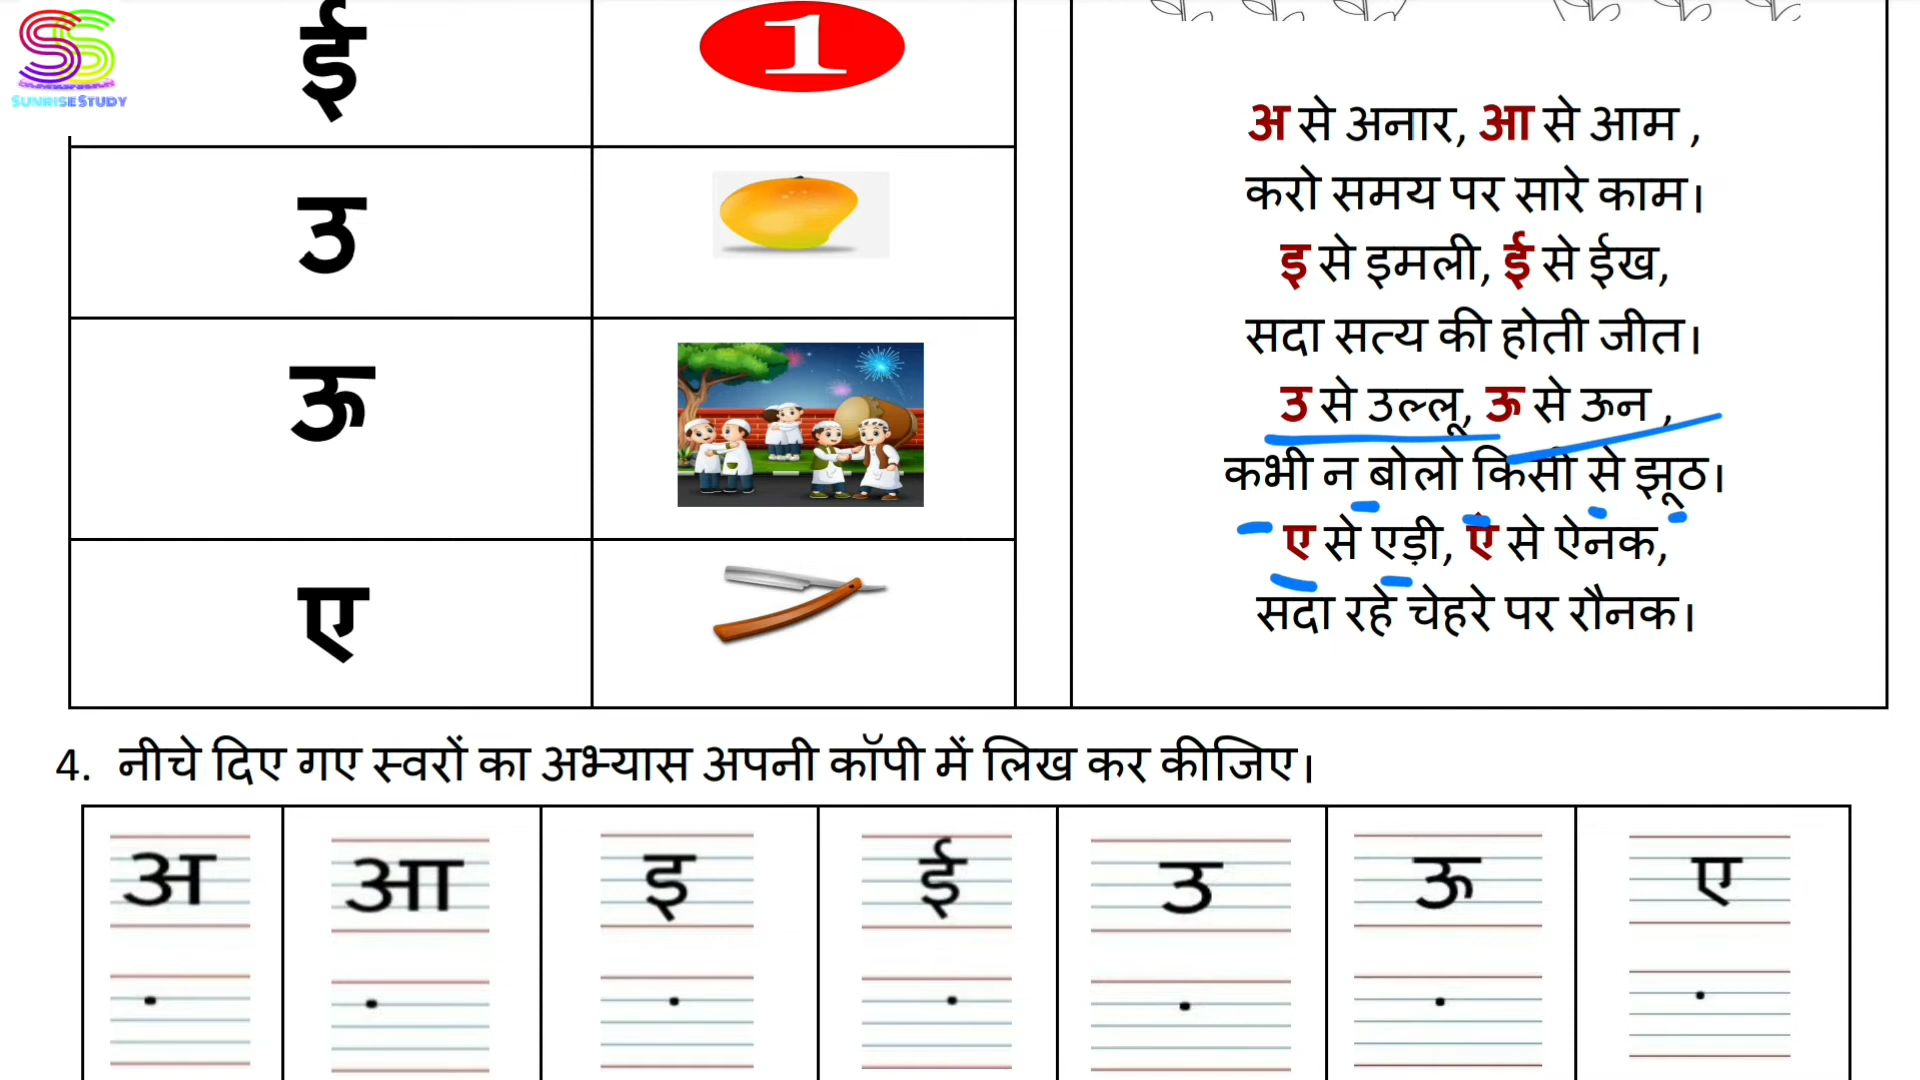 SUNRISE STUDY
ई
1
उ
ऊ
ए
अ से अनार, आ से आम ,
करो समय पर सारे काम।
इ से इमली, ई से ईख,
सदा सत्य की होती जीत।
उ से उल्लू, ऊ से ऊन ,
कभी न बोलो किसी से झूठ।
ए से एड़ी, ऐ से ऐनक,
सदा रहे चेहरे पर रौनक।
4. नीचे दिए गए स्वरों का अभ्यास अपनी कॉपी में लिख कर कीजिए।
अ आ इ ई उ ऊ ए